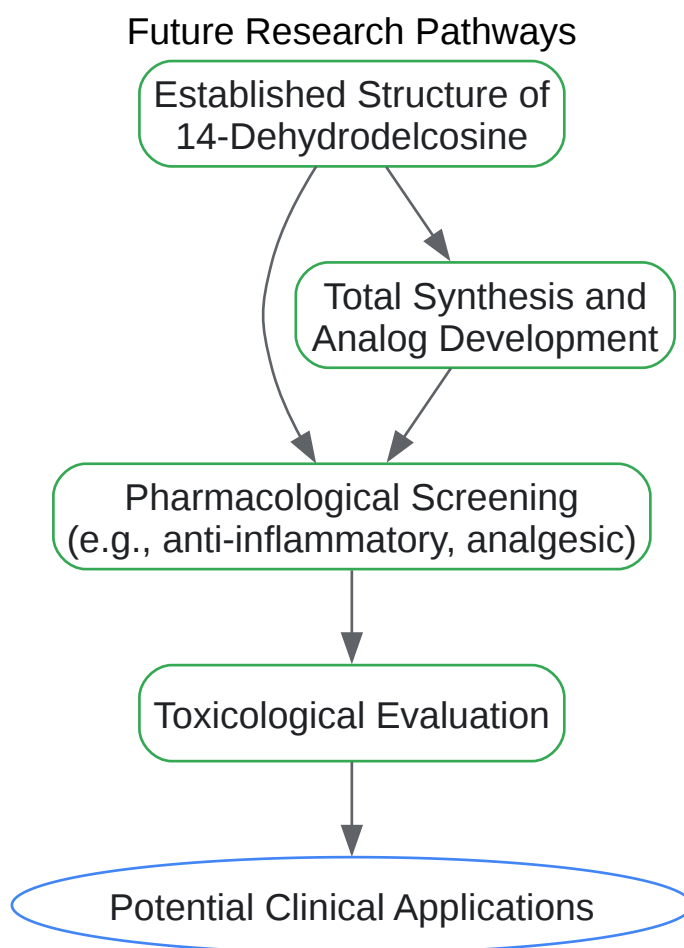 Future Research Pathways
Established Structure of
14-Dehydrodelcosine
Total Synthesis and
Analog Development
Pharmacological Screening
(e.g., anti-inflammatory, analgesic)
Toxicological Evaluation
Potential Clinical Applications